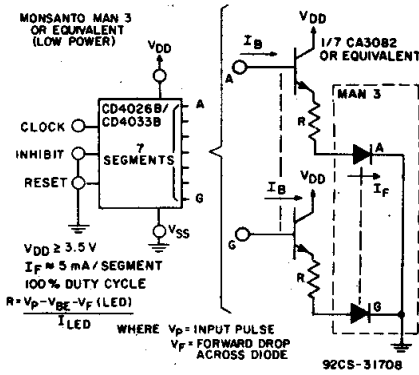 MONSANTO MAN 3
OR EQUIVALENT
(LOW POWER)
VDD
CD4026B/
CD4033B
7
SEGMENTS
A
G
CLOCK
INHIBIT
RESET
VSS
VDD ≥ 3.5 V
IF ≈ 5 mA/SEGMENT
100% DUTY CYCLE
R = VP-VBE-VF (LED)
ILED
WHERE VP = INPUT PULSE
VF = FORWARD DROP
ACROSS DIODE
IB
A
VDD
1/7 CA3082
OR EQUIVALENT
R
MAN 3
A
IF
IB
G
VDD
R
G
92CS-31708